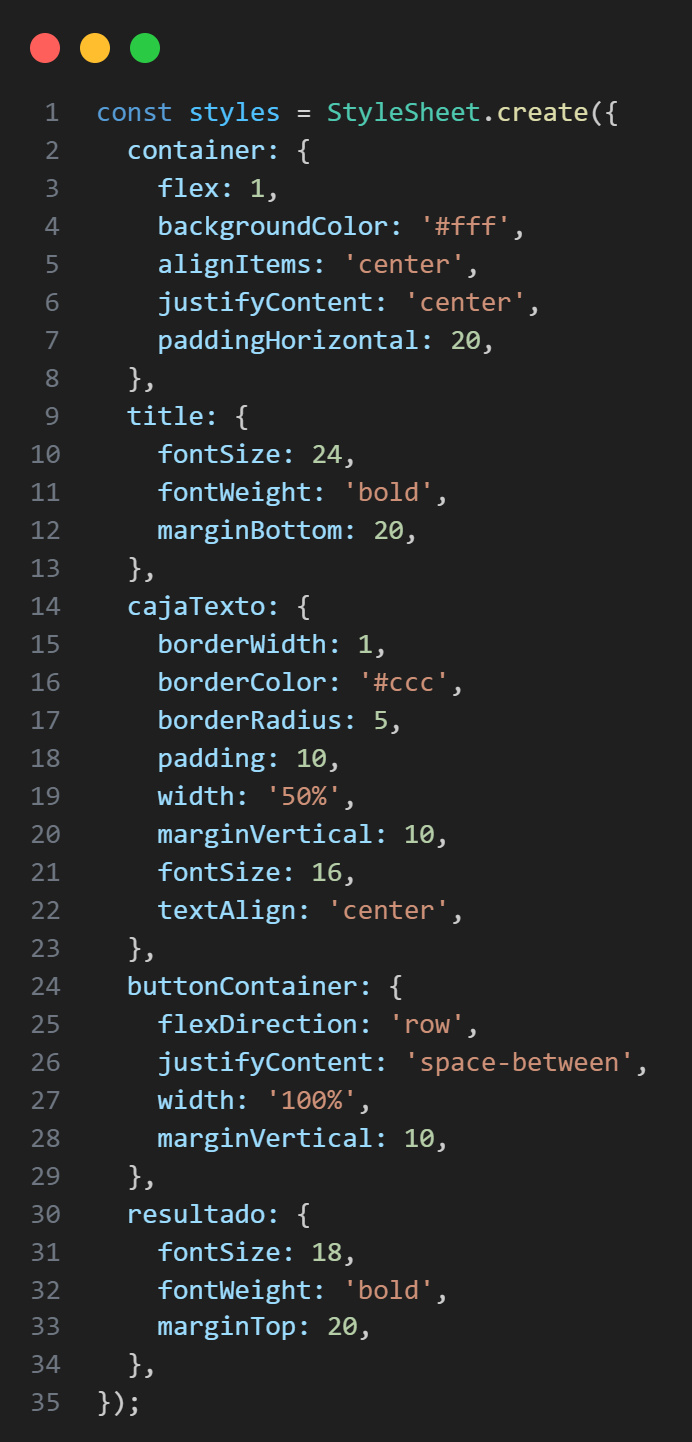 1 const styles = StyleSheet.create({
2   container: {
3     flex: 1,
4     backgroundColor: '#fff',
5     alignItems: 'center',
6     justifyContent: 'center',
7     paddingHorizontal: 20,
8   },
9   title: {
10     fontSize: 24,
11     fontWeight: 'bold',
12     marginBottom: 20,
13   },
14   cajaTexto: {
15     borderWidth: 1,
16     borderColor: '#ccc',
17     borderRadius: 5,
18     padding: 10,
19     width: '50%',
20     marginVertical: 10,
21     fontSize: 16,
22     textAlign: 'center',
23   },
24   buttonContainer: {
25     flexDirection: 'row',
26     justifyContent: 'space-between',
27     width: '100%',
28     marginVertical: 10,
29   },
30   resultado: {
31     fontSize: 18,
32     fontWeight: 'bold',
33     marginTop: 20,
34   },
35 });